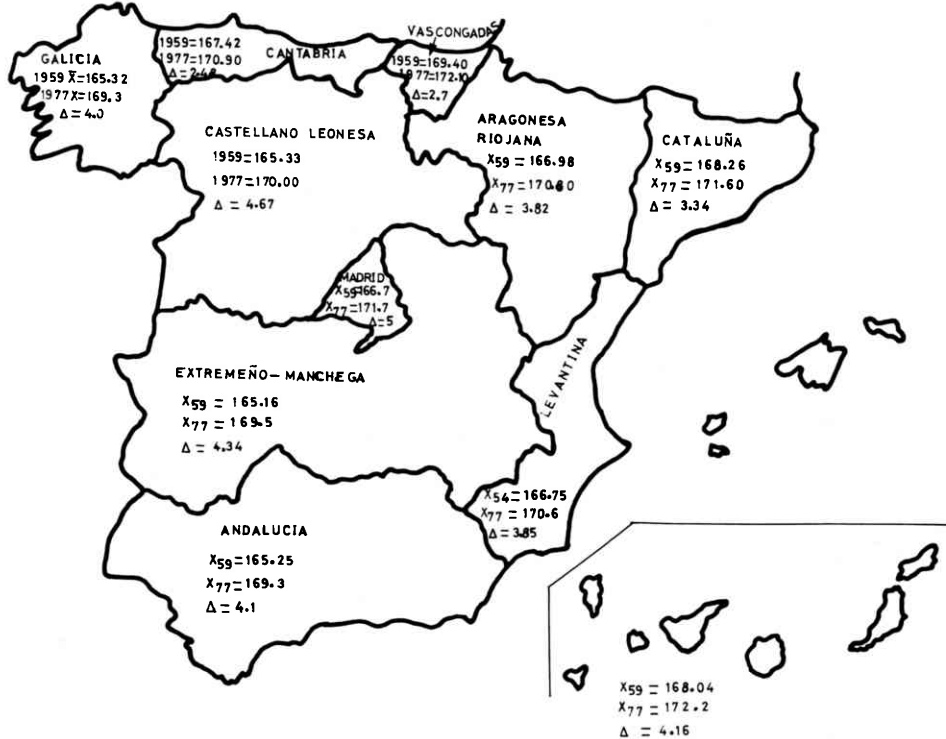 GALICIA
1959 X̄=165.32
1977X=169.3
Δ= 4.0
1959=167.42
1977=170.90
Δ=2.48
CANTABRIA
VASCONGADAS
1959=169.40
1977=172.10
Δ=2.7
CASTELLANO LEONESA
1959=165.33
1977=170.00
Δ = 4.67
ARAGONESA
RIOJANA
X59 = 166.98
X77=170.80
Δ = 3.82
CATALUÑA
X59=168.26
X77=171.60
Δ = 3.34
MADRID
X59=166.7
X77=171.7
Δ=5
EXTREMEÑO-MANCHEGA
X59 = 165.16
X77 = 169.5
Δ = 4.34
LEVANTINA
X54=166.75
X77=170.6
Δ=3.85
ANDALUCIA
X59=165.25
X77=169.3
Δ=4.1
X59=168.04
X77=172.2
Δ = 4.16